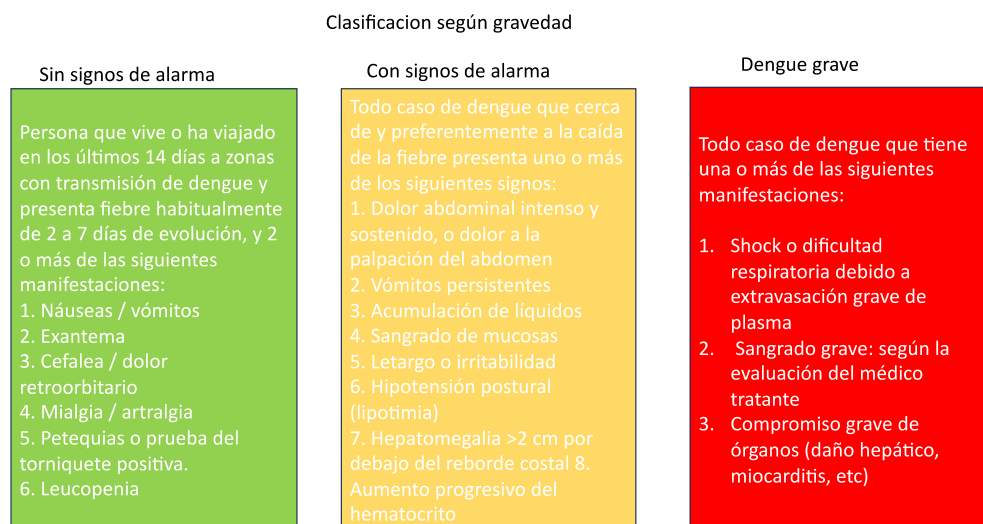 Clasificacion según gravedad
Sin signos de alarma
Persona que vive o ha viajado
en los últimos 14 días a zonas
con transmisión de dengue y
presenta fiebre habitualmente
de 2 a 7 días de evolución, y 2
o más de las siguientes
manifestaciones:
1. Náuseas / vómitos
2. Exantema
3. Cefalea / dolor
retroorbitario
4. Mialgia / artralgia
5. Petequias o prueba del
torniquete positiva.
6. Leucopenia
Con signos de alarma
Todo caso de dengue que cerca
de y preferentemente a la caída
de la fiebre presenta uno o más
de los siguientes signos:
1. Dolor abdominal intenso y
sostenido, o dolor a la
palpación del abdomen
2. Vómitos persistentes
3. Acumulación de líquidos
4. Sangrado de mucosas
5. Letargo o irritabilidad
6. Hipotensión postural
(lipotimia)
7. Hepatomegalia >2 cm por
debajo del reborde costal 8.
Aumento progresivo del
hematocrito
Dengue grave
Todo caso de dengue que tiene
una o más de las siguientes
manifestaciones:
1. Shock o dificultad
respiratoria debido a
extravasación grave de
plasma
2. Sangrado grave: según la
evaluación del médico
tratante
3. Compromiso grave de
órganos (daño hepático,
miocarditis, etc)